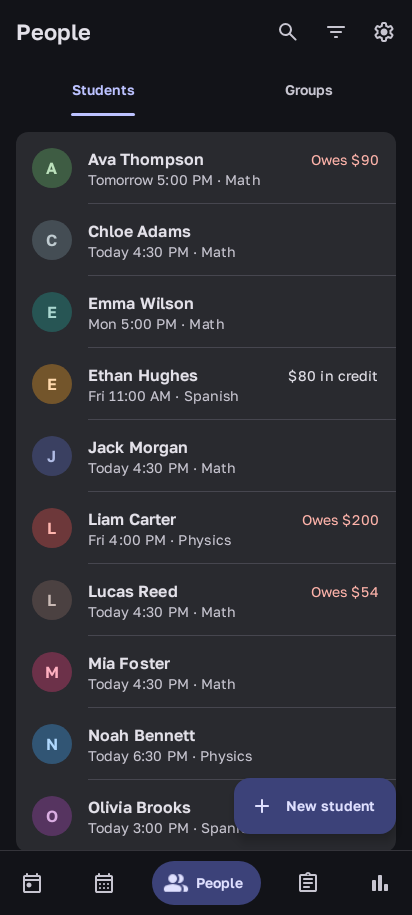 People
Students
Groups
A
Ava Thompson
Owes $90
Tomorrow 5:00 PM · Math
C
Chloe Adams
Today 4:30 PM · Math
E
Emma Wilson
Mon 5:00 PM · Math
E
Ethan Hughes
$80 in credit
Fri 11:00 AM · Spanish
J
Jack Morgan
Today 4:30 PM · Math
L
Liam Carter
Owes $200
Fri 4:00 PM · Physics
L
Lucas Reed
Owes $54
Today 4:30 PM · Math
M
Mia Foster
Today 4:30 PM · Math
N
Noah Bennett
Today 6:30 PM · Physics
O
Olivia Brooks
Today 3:00 PM ·
New student
People